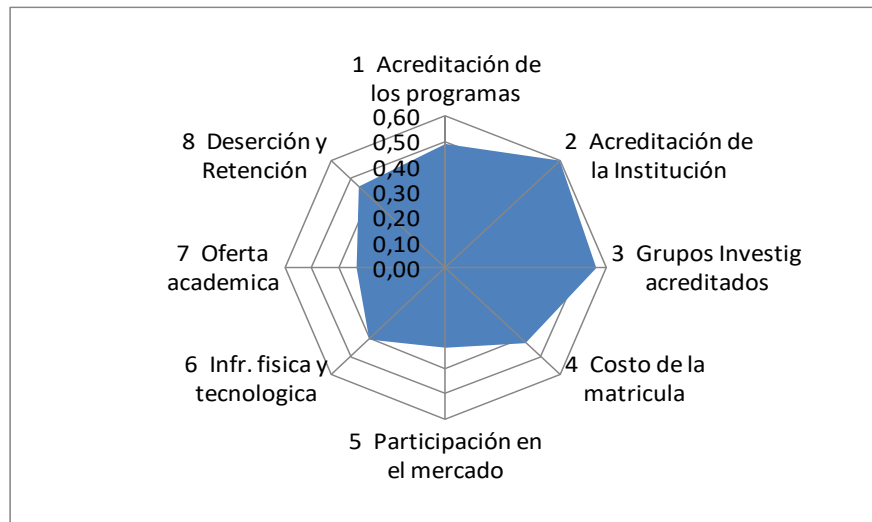 1 Acreditación de
los programas
0,60
0,50
0,40
0,30
0,20
0,10
0,00
2 Acreditación de
la Institución
3 Grupos Investig
acreditados
4 Costo de la
matricula
5 Participación en
el mercado
6 Infr. fisica y
tecnologica
7 Oferta
academica
8 Deserción y
Retención